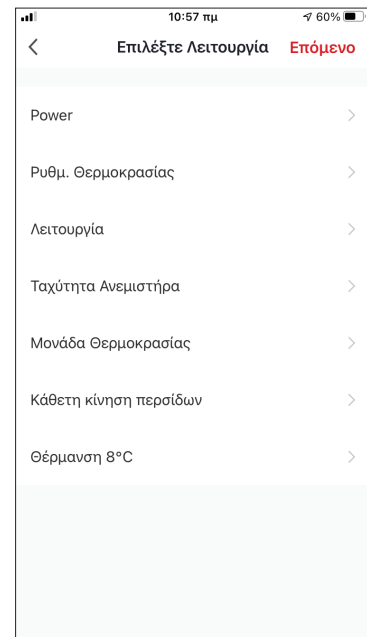 10:57 πμ
60%
Επιλέξτε Λειτουργία
Επόμενο
Power
Ρυθμ. Θερμοκρασίας
Λειτουργία
Ταχύτητα Ανεμιστήρα
Μονάδα Θερμοκρασίας
Κάθετη κίνηση περσίδων
Θέρμανση 8°C